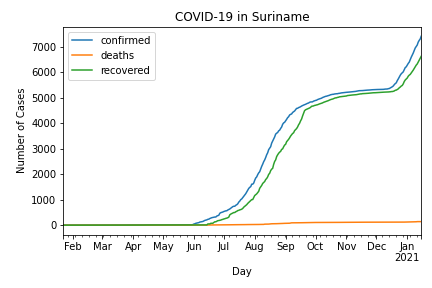 COVID-19 in Suriname
confirmed
deaths
recovered
Number of Cases
7000
6000
5000
4000
3000
2000
1000
0
Feb Mar Apr May Jun Jul Aug Sep Oct Nov Dec Jan
2021
Day